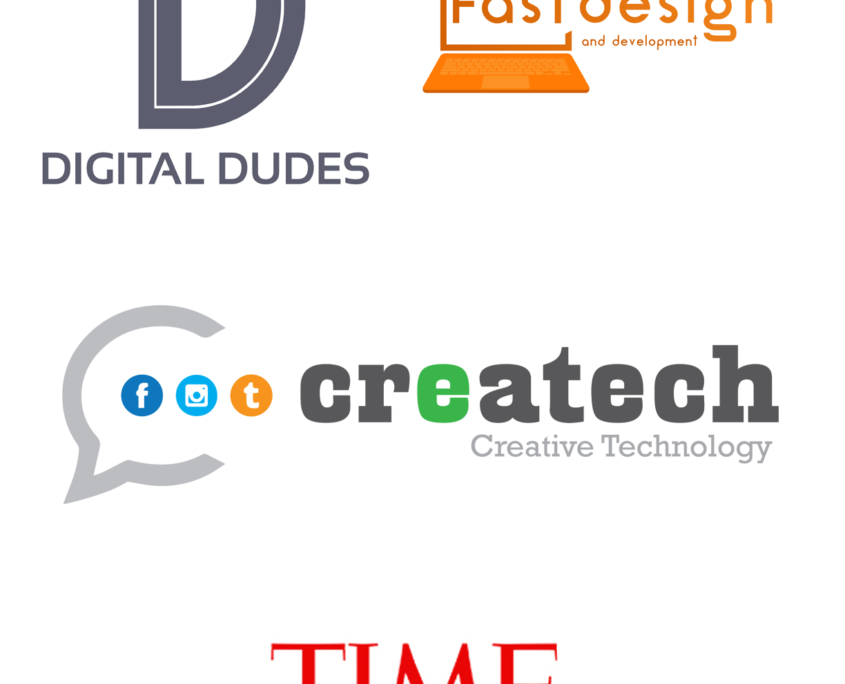 Fastdesign
and development
DIGITAL DUDES
f t
createch
Creative Technology
TIME